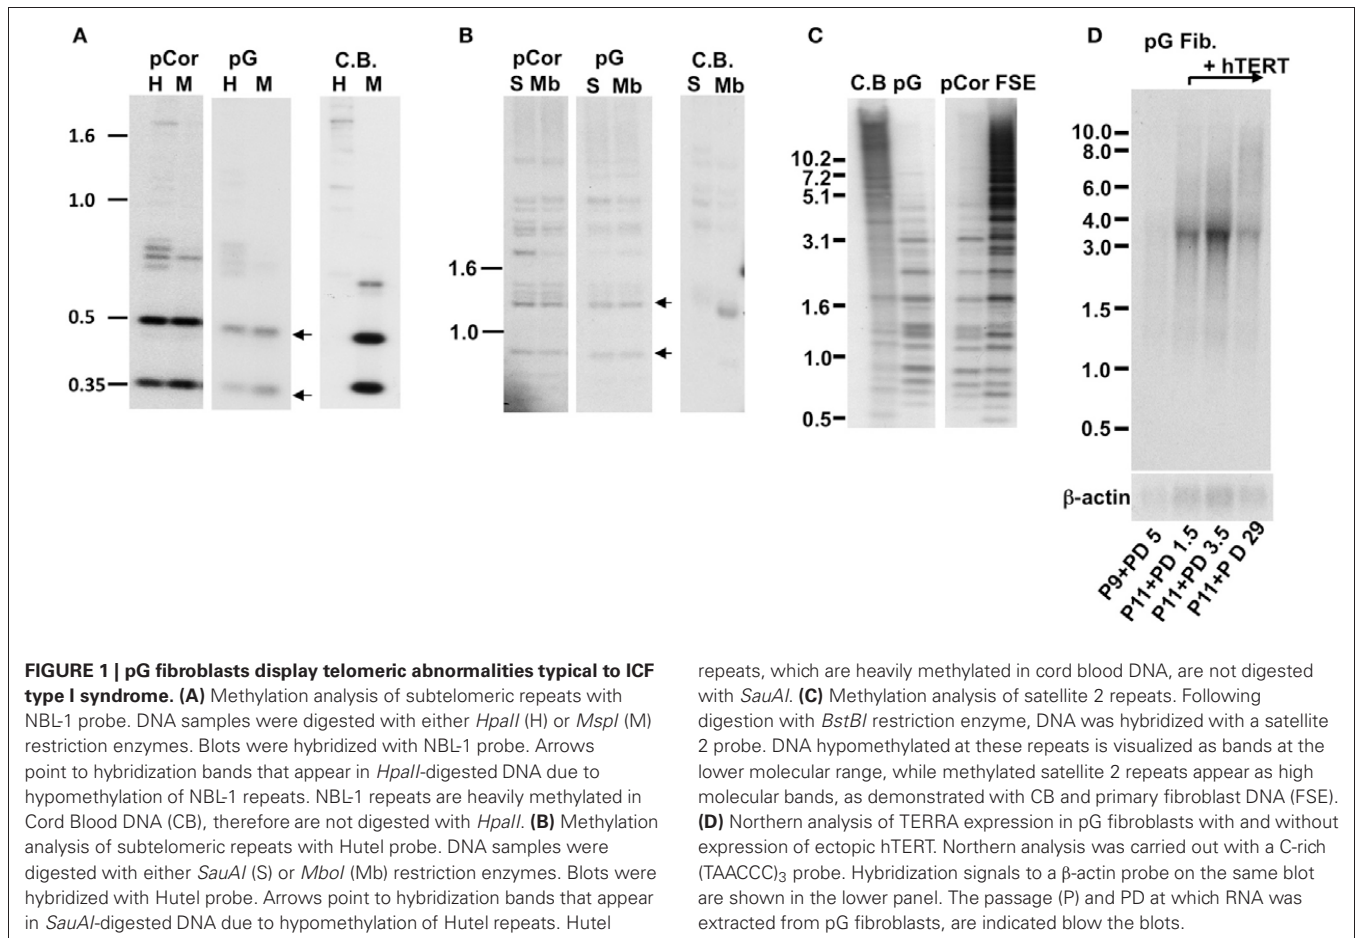 A
pCor pG C.B.
H M H M H M
1.6
1.0
0.5
0.35
B
pCor pG C.B.
S Mb S Mb S Mb
1.6
1.0
C
C.B pG pCor FSE
10.2
7.2
5.1
3.1
1.6
1.0
0.5
D
pG Fib.
+ hTERT
10.0
8.0
6.0
4.0
3.0
1.5
1.0
0.5
β-actin
P9+PD 5
P11+PD 1.5
P11+PD 3.5
P11+P D 29
FIGURE 1 | pG fibroblasts display telomeric abnormalities typical to ICF
type I syndrome. (A) Methylation analysis of subtelomeric repeats with
NBL-1 probe. DNA samples were digested with either HpaII (H) or MspI (M)
restriction enzymes. Blots were hybridized with NBL-1 probe. Arrows
point to hybridization bands that appear in HpaII-digested DNA due to
hypomethylation of NBL-1 repeats. NBL-1 repeats are heavily methylated in
Cord Blood DNA (CB), therefore are not digested with HpaII. (B) Methylation
analysis of subtelomeric repeats with Hutel probe. DNA samples were
digested with either SauAI (S) or MboI (Mb) restriction enzymes. Blots were
hybridized with Hutel probe. Arrows point to hybridization bands that appear
in SauAI-digested DNA due to hypomethylation of Hutel repeats. Hutel
repeats, which are heavily methylated in cord blood DNA, are not digested
with SauAI. (C) Methylation analysis of satellite 2 repeats. Following
digestion with BstBI restriction enzyme, DNA was hybridized with a satellite
2 probe. DNA hypomethylated at these repeats is visualized as bands at the
lower molecular range, while methylated satellite 2 repeats appear as high
molecular bands, as demonstrated with CB and primary fibroblast DNA (FSE).
(D) Northern analysis of TERRA expression in pG fibroblasts with and without
expression of ectopic hTERT. Northern analysis was carried out with a C-rich
(TAACCC)3 probe. Hybridization signals to a β-actin probe on the same blot
are shown in the lower panel. The passage (P) and PD at which RNA was
extracted from pG fibroblasts, are indicated blow the blots.